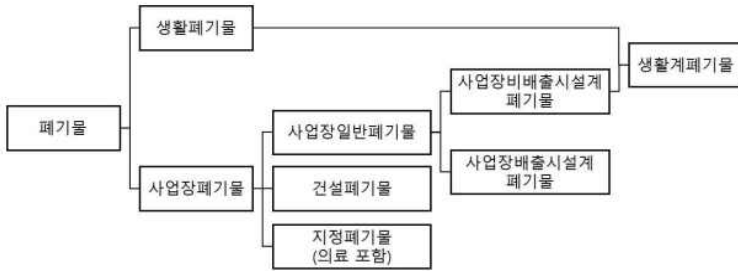 생활폐기물
생활계폐기물
사업장비배출시설계
폐기물
폐기물
사업장일반폐기물
사업장배출시설계
폐기물
사업장폐기물
건설폐기물
지정폐기물
(의료 포함)